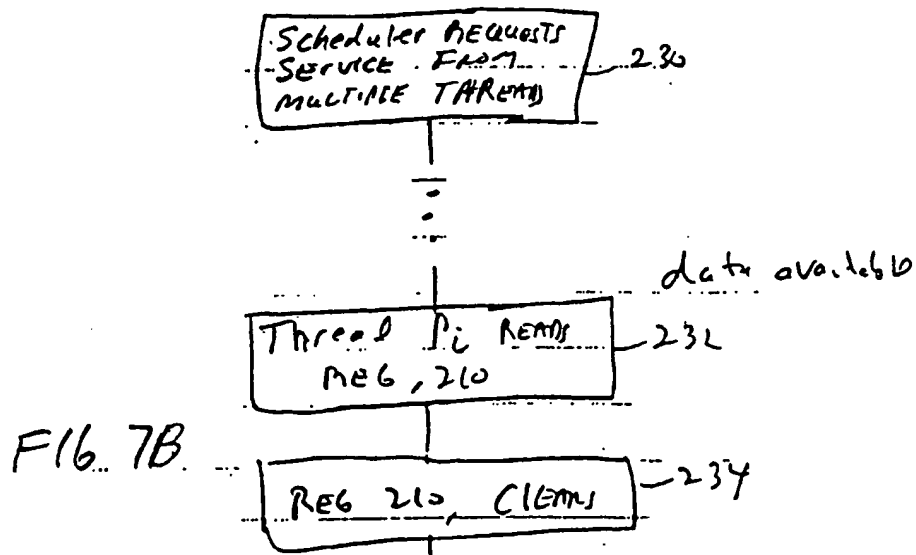 Scheduler REQUESTS
SERVICE FROM
MULTIPLE THREADS
230
data available
Thread Pi READS
REG, 210
232
FIG. 7B
REG 210, CLEARS
234